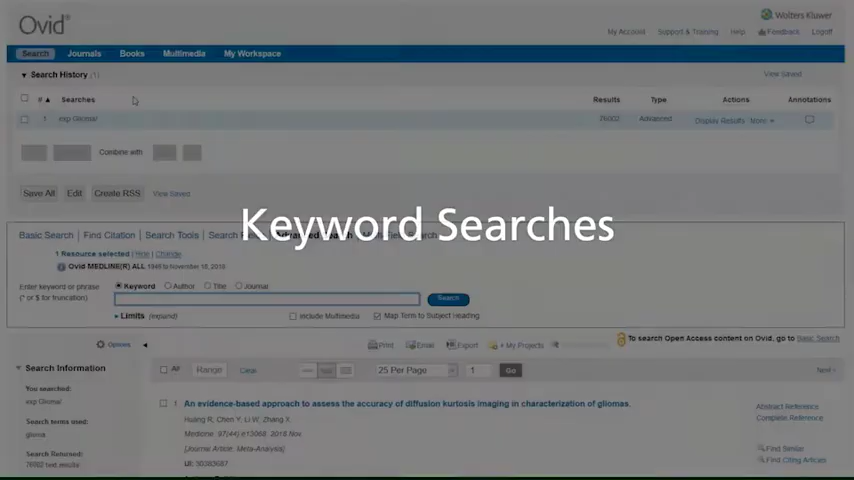 Ovid®
Wolters Kluwer
My Account Support & Training Help Feedback Logoff
Search Journals Books Multimedia My Workspace
▼ Search History (1) View Saved
# ▲ Searches Results Type Actions Annotations
1 exp Glioma/ 76002 Advanced Display Results More
Combine with
Save All Edit Create RSS View Saved
Keyword Searches
Basic Search | Find Citation | Search Tools | Search
1 Resource selected | Hide | Change
Ovid MEDLINE(R) ALL 1946 to November 16, 2018
Enter keyword or phrase
(* or $ for truncation)
Keyword Author Title Journal
Search
▸ Limits (expand) Include Multimedia Map Term to Subject Heading
Options Print Email Export + My Projects
To search Open Access content on Ovid, go to Basic Search
Search Information
All Range Clear 25 Per Page 1 Go Next
You searched:
exp Glioma/
Search terms used:
glioma
Search Returned:
76002 text results
1 An evidence-based approach to assess the accuracy of diffusion kurtosis imaging in characterization of gliomas.
Huang R, Chen Y, Li W, Zhang X.
Medicine. 97(44):e13068, 2018 Nov
[Journal Article. Meta-Analysis]
UI: 30383687
Abstract Reference
Complete Reference
Find Similar
Find Citing Articles